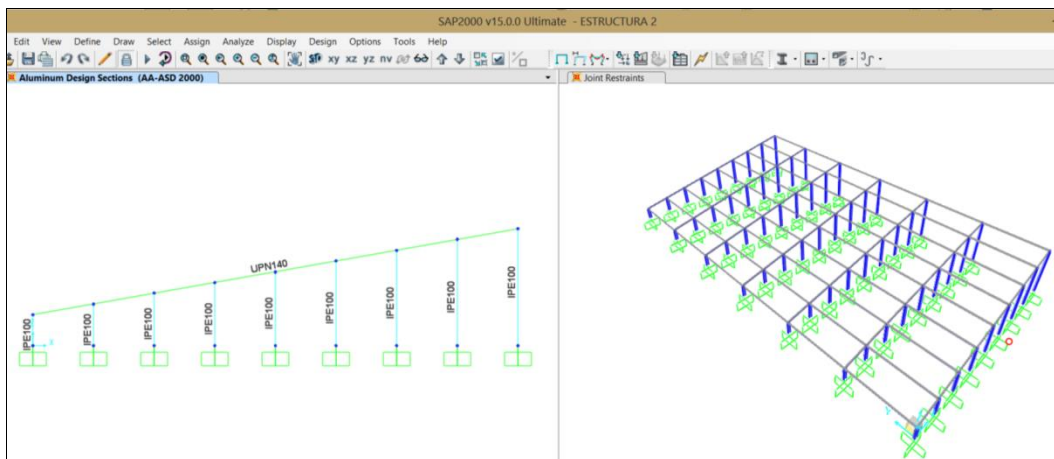 SAP2000 v15.0.0 Ultimate - ESTRUCTURA 2
Edit View Define Draw Select Assign Analyze Display Design Options Tools Help
xy xz yz nv
Aluminum Design Sections (AA-ASD 2000)
Joint Restraints
UPN140
IPE100
IPE100
IPE100
IPE100
IPE100
IPE100
IPE100
IPE100
IPE100
X
Y